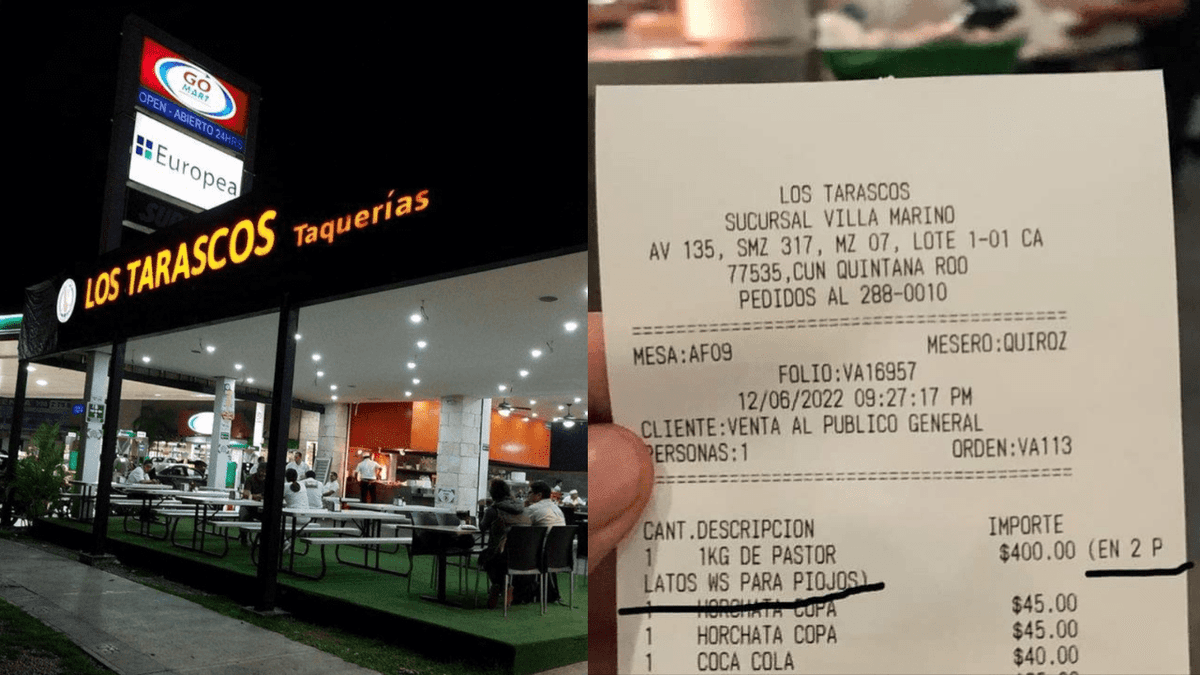 GO
MART
OPEN - ABIERTO 24HRS
Europea
SU
LOS TARASCOS Taquerías
LOS TARASCOS
SUCURSAL VILLA MARINO
AV 135, SMZ 317, MZ 07, LOTE 1-01 CA
77535,CUN QUINTANA ROO
PEDIDOS AL 288-0010
================================
MESA:AF09 MESERO:QUIROZ
FOLIO:VA16957
12/06/2022 09:27:17 PM
CLIENTE:VENTA AL PUBLICO GENERAL
PERSONAS:1 ORDEN:VA113
================================
CANT.DESCRIPCION IMPORTE
1 1KG DE PASTOR $400.00 (EN 2 P
LATOS WS PARA PIOJOS)
1 HORCHATA COPA $45.00
1 HORCHATA COPA $45.00
1 COCA COLA $40.00